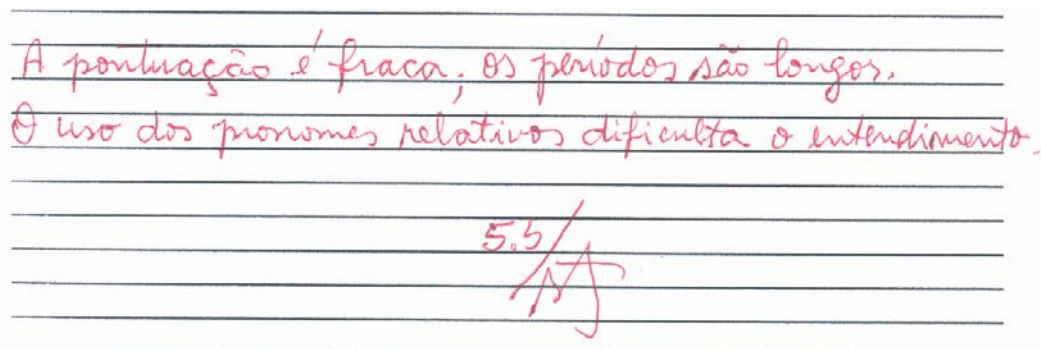 A pontuação é fraca; os períodos são longos.
O uso dos pronomes relativos dificulta o entendimento.
5.5/